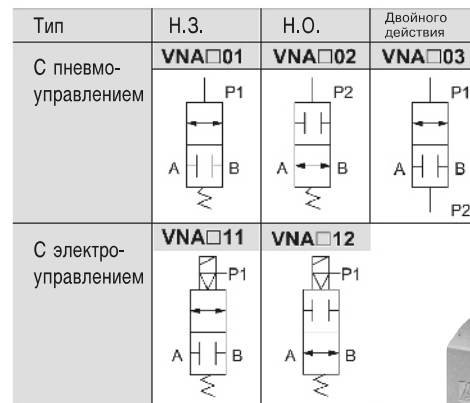 Тип Н.З. Н.О. Двойного
действия
С пневмо-
управлением
VNA□01 VNA□02 VNA□03
P1 P2 P1
A B A B A B
P2
С электро-
управлением
VNA□11 VNA□12
P1 P1
A B A B